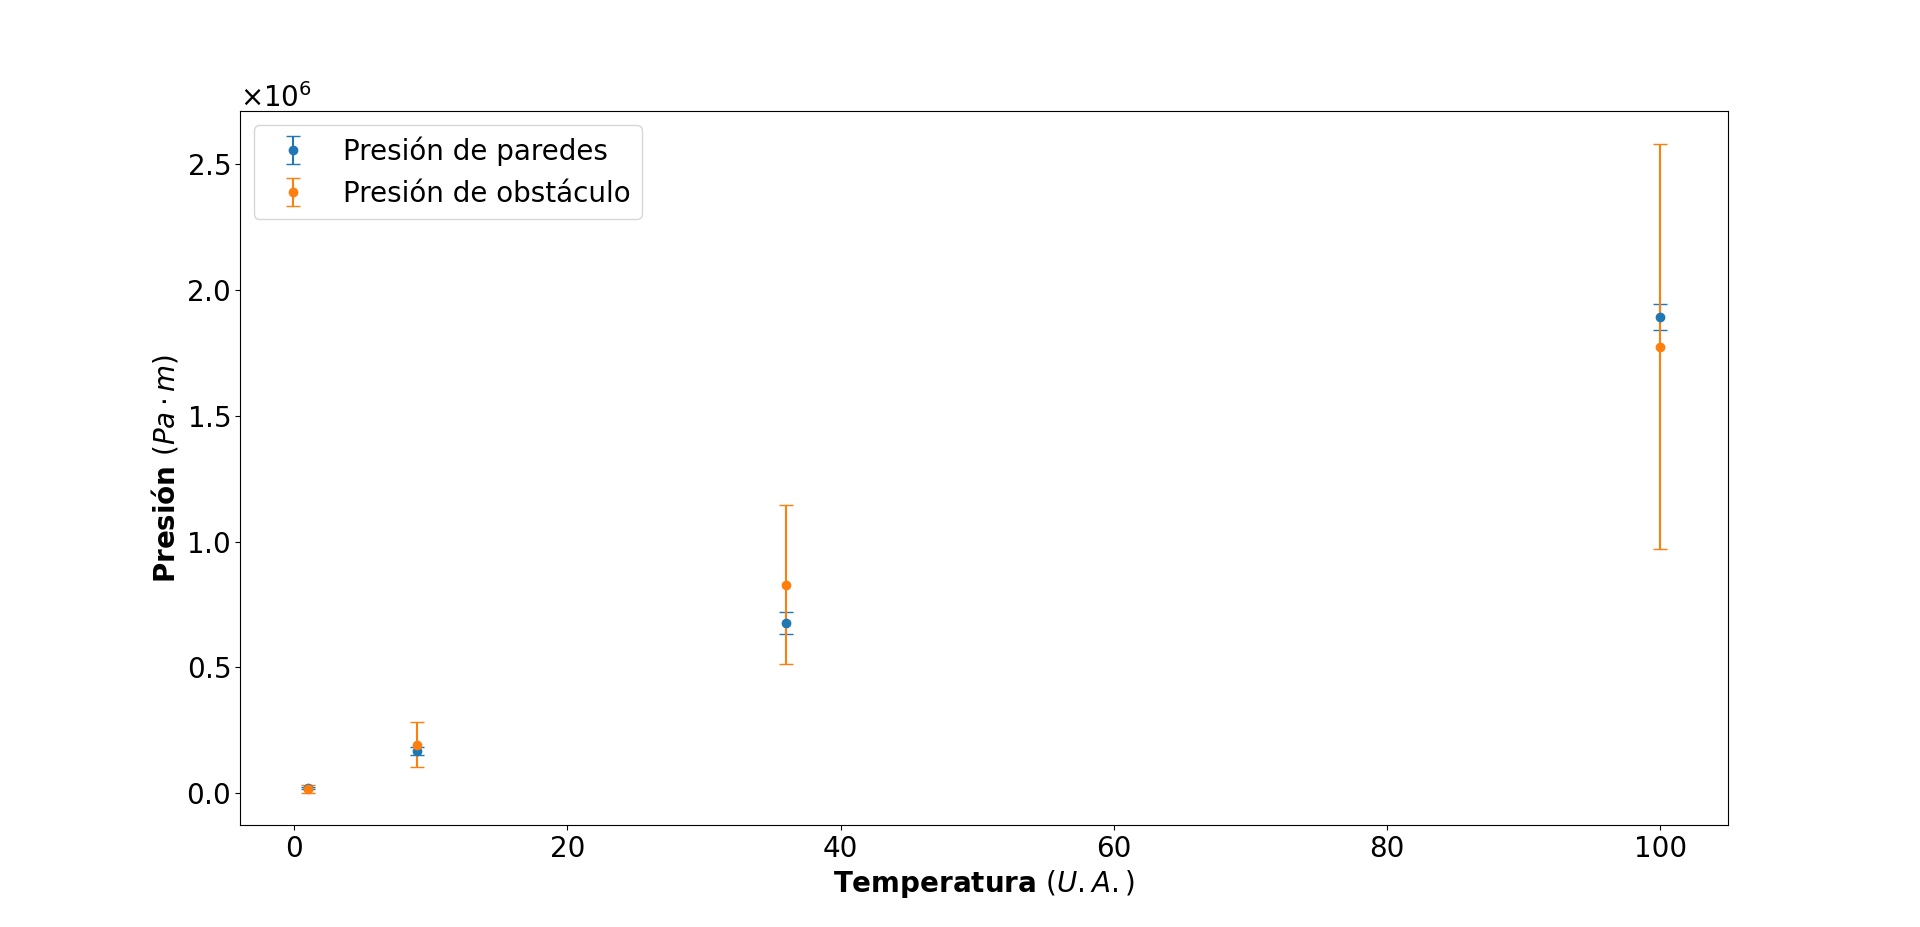 ×10⁶
Presión de paredes
Presión de obstáculo
2.5
2.0
1.5
1.0
0.5
0.0
Presión (Pa · m)
0 20 40 60 80 100
Temperatura (U. A.)